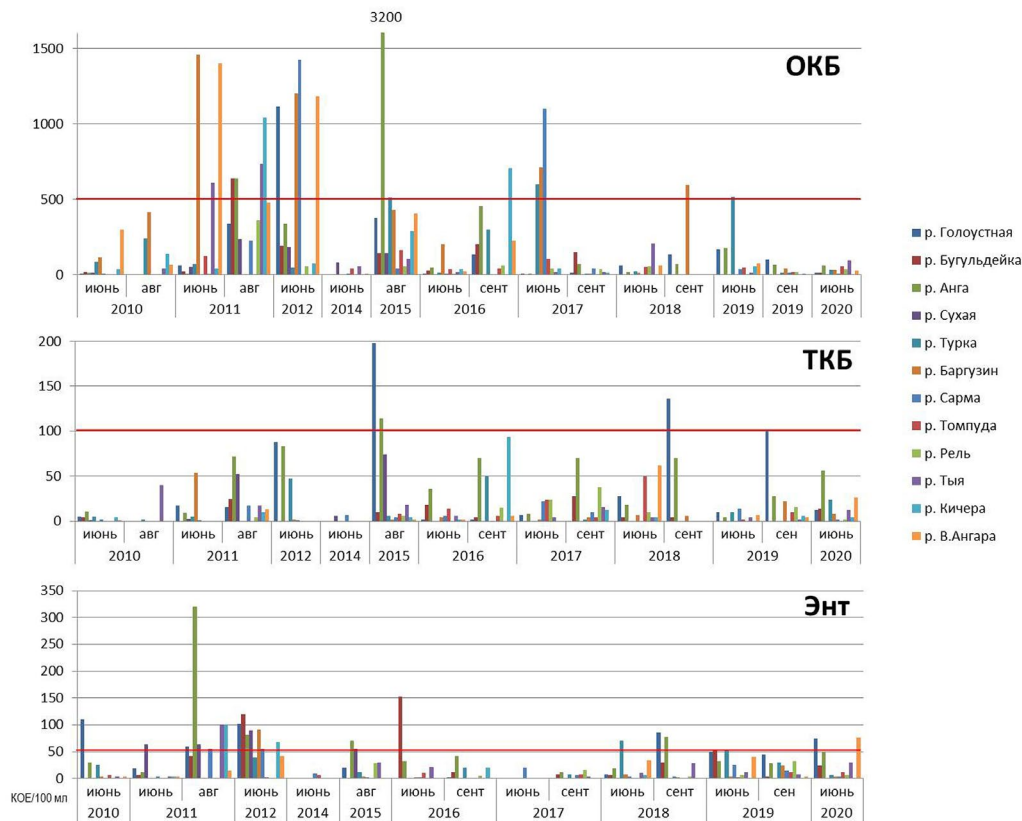 3200
ОКБ
1500
1000
500
0
июнь авг июнь авг июнь июнь авг июнь сент июнь сент июнь сент июнь сен июнь
2010 2011 2012 2014 2015 2016 2017 2018 2019 2019 2020
ТКБ
200
150
100
50
0
июнь авг июнь авг июнь июнь авг июнь сент июнь сент июнь сент июнь сен июнь
2010 2011 2012 2014 2015 2016 2017 2018 2019 2020
Энт
350
300
250
200
150
100
50
0
КОЕ/100 мл
июнь июнь авг июнь июнь авг июнь сент июнь сент июнь сент июнь сен июнь
2010 2011 2012 2014 2015 2016 2017 2018 2019 2020
р. Голоустная
р. Бугульдейка
р. Анга
р. Сухая
р. Турка
р. Баргузин
р. Сарма
р. Томпуда
р. Рель
р. Тыя
р. Кичера
р. В.Ангара